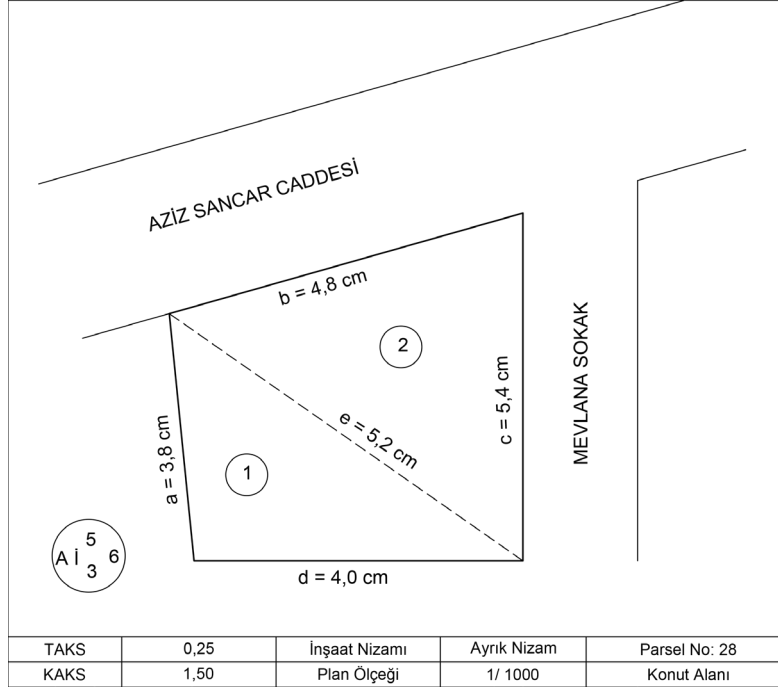 AZİZ SANCAR CADDESİ
b = 4,8 cm
2
MEVLANA SOKAK
c = 5,4 cm
e = 5,2 cm
a = 3,8 cm
1
5
A İ 6
3
d = 4,0 cm
TAKS 0,25 İnşaat Nizamı Ayrık Nizam Parsel No: 28
KAKS 1,50 Plan Ölçeği 1/ 1000 Konut Alanı